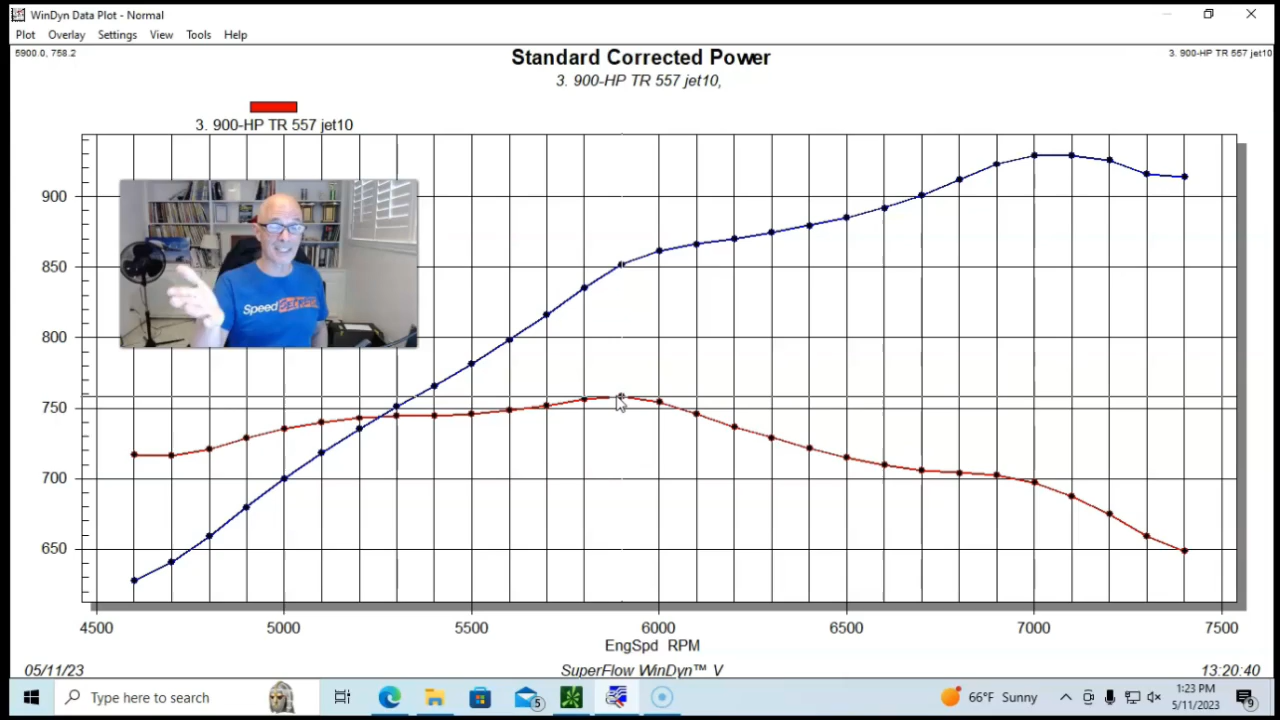 WinDyn Data Plot - Normal
Plot Overlay Settings View Tools Help
5900.0, 758.2
3. 900-HP TR 557 jet10
Standard Corrected Power
3. 900-HP TR 557 jet10,
3. 900-HP TR 557 jet10
900
850
800
750
700
650
Speed
4500 5000 5500 6000 6500 7000 7500
EngSpd RPM
05/11/23
SuperFlow WinDyn™ V
13:20:40
Type here to search
5
66°F Sunny
1:23 PM
5/11/2023
9